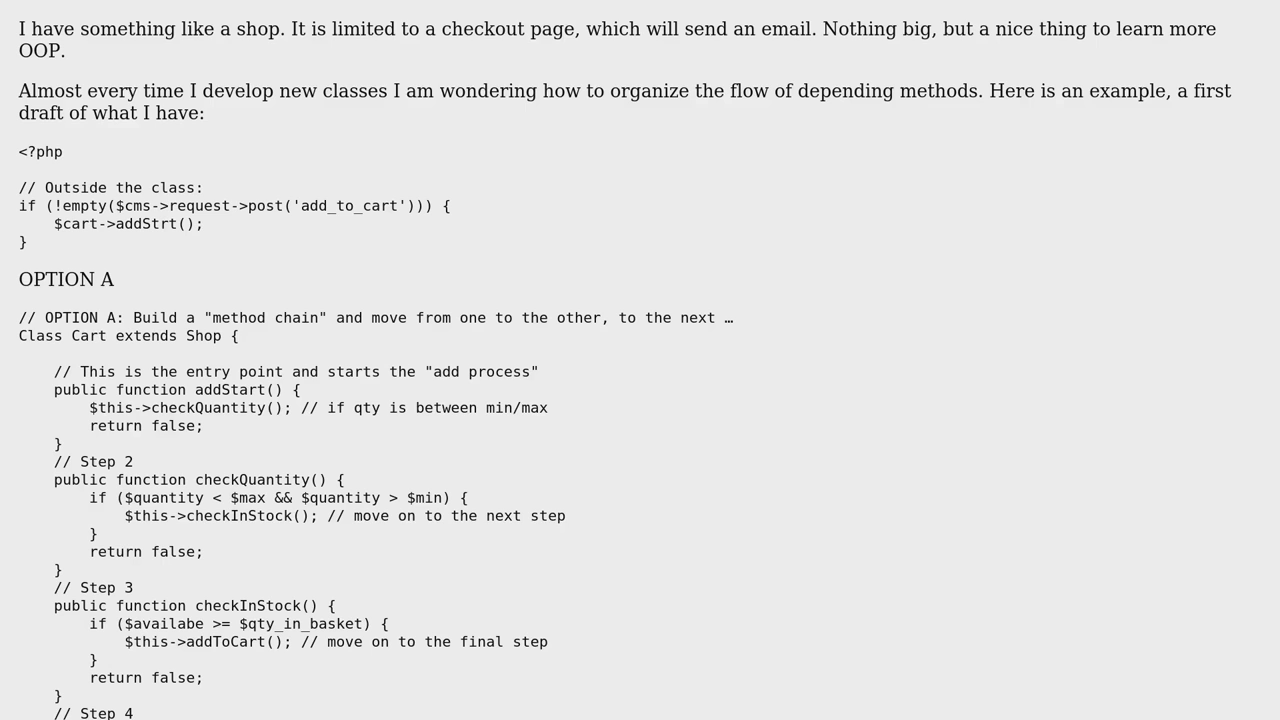 I have something like a shop. It is limited to a checkout page, which will send an email. Nothing big, but a nice thing to learn more
OOP.
Almost every time I develop new classes I am wondering how to organize the flow of depending methods. Here is an example, a first
draft of what I have:
<?php
// Outside the class:
if (!empty($cms->request->post('add_to_cart'))) {
    $cart->addStrt();
}
OPTION A
// OPTION A: Build a "method chain" and move from one to the other, to the next …
Class Cart extends Shop {
    // This is the entry point and starts the "add process"
    public function addStart() {
        $this->checkQuantity(); // if qty is between min/max
        return false;
    }
    // Step 2
    public function checkQuantity() {
        if ($quantity < $max && $quantity > $min) {
            $this->checkInStock(); // move on to the next step
        }
        return false;
    }
    // Step 3
    public function checkInStock() {
        if ($availabe >= $qty_in_basket) {
            $this->addToCart(); // move on to the final step
        }
        return false;
    }
    // Step 4